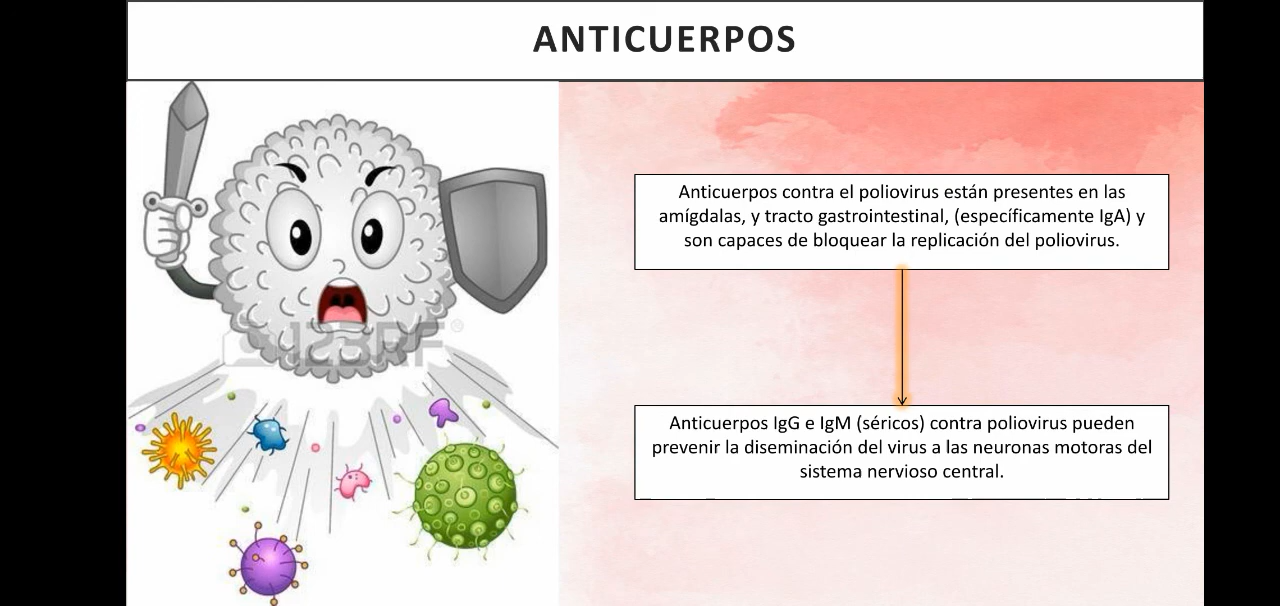 ANTICUERPOS
Anticuerpos contra el poliovirus están presentes en las
amígdalas, y tracto gastrointestinal, (específicamente IgA) y
son capaces de bloquear la replicación del poliovirus.
123RF®
Anticuerpos IgG e IgM (séricos) contra poliovirus pueden
prevenir la diseminación del virus a las neuronas motoras del
sistema nervioso central.